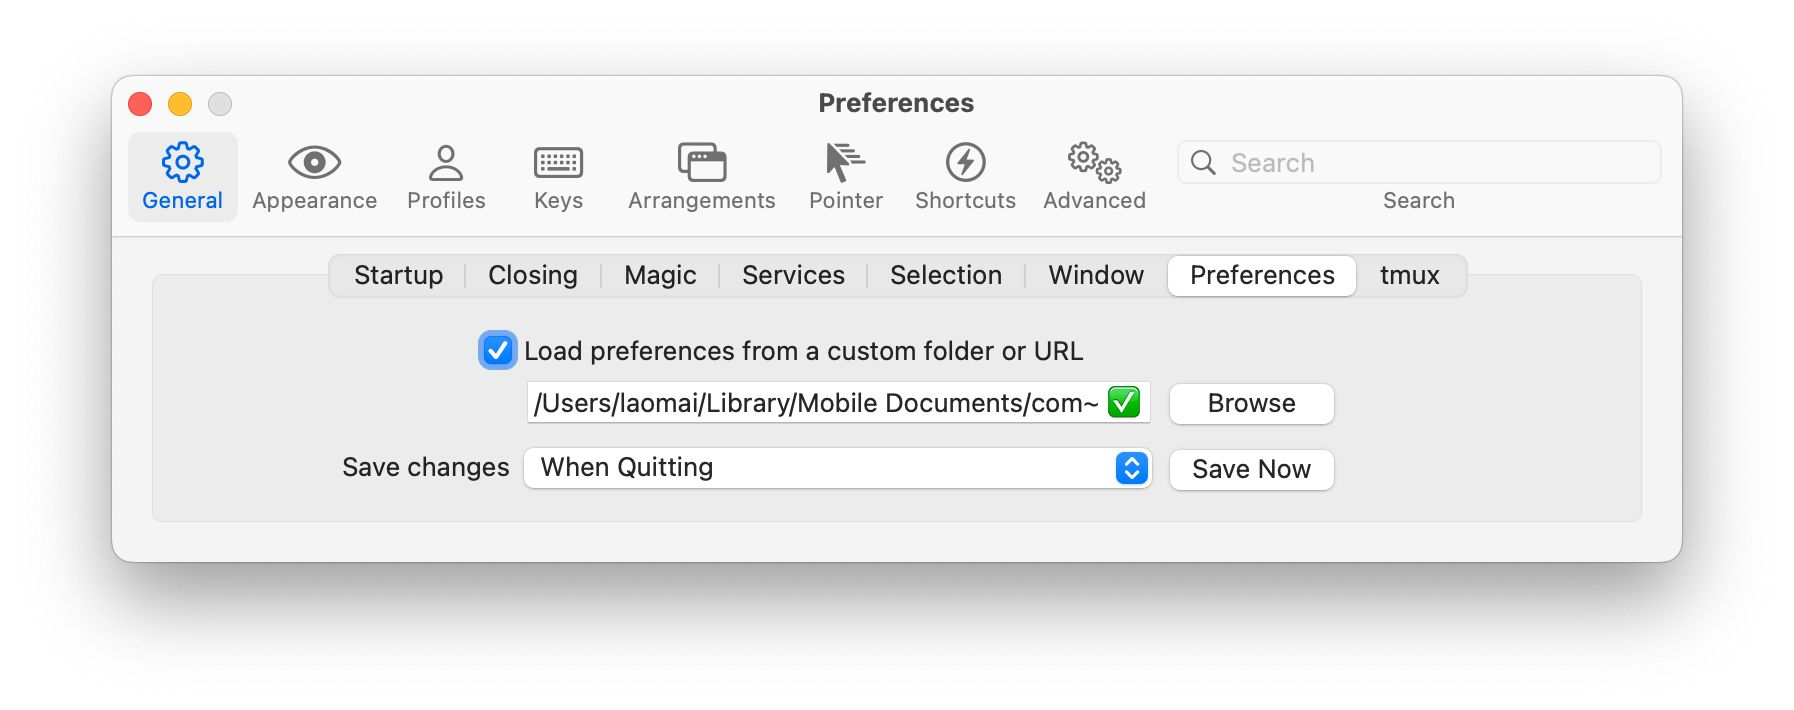 Preferences
General Appearance Profiles Keys Arrangements Pointer Shortcuts Advanced Search
Search
Startup Closing Magic Services Selection Window Preferences tmux
Load preferences from a custom folder or URL
/Users/laomai/Library/Mobile Documents/com~ Browse
Save changes When Quitting Save Now